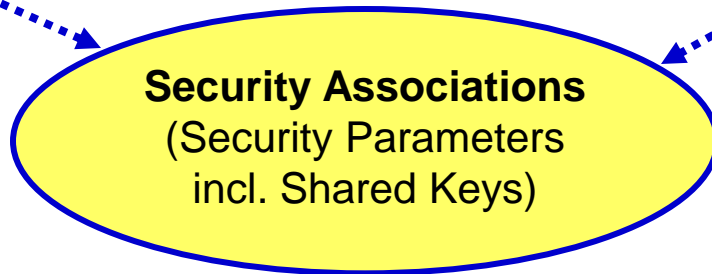 Security Associations
(Security Parameters
incl. Shared Keys)